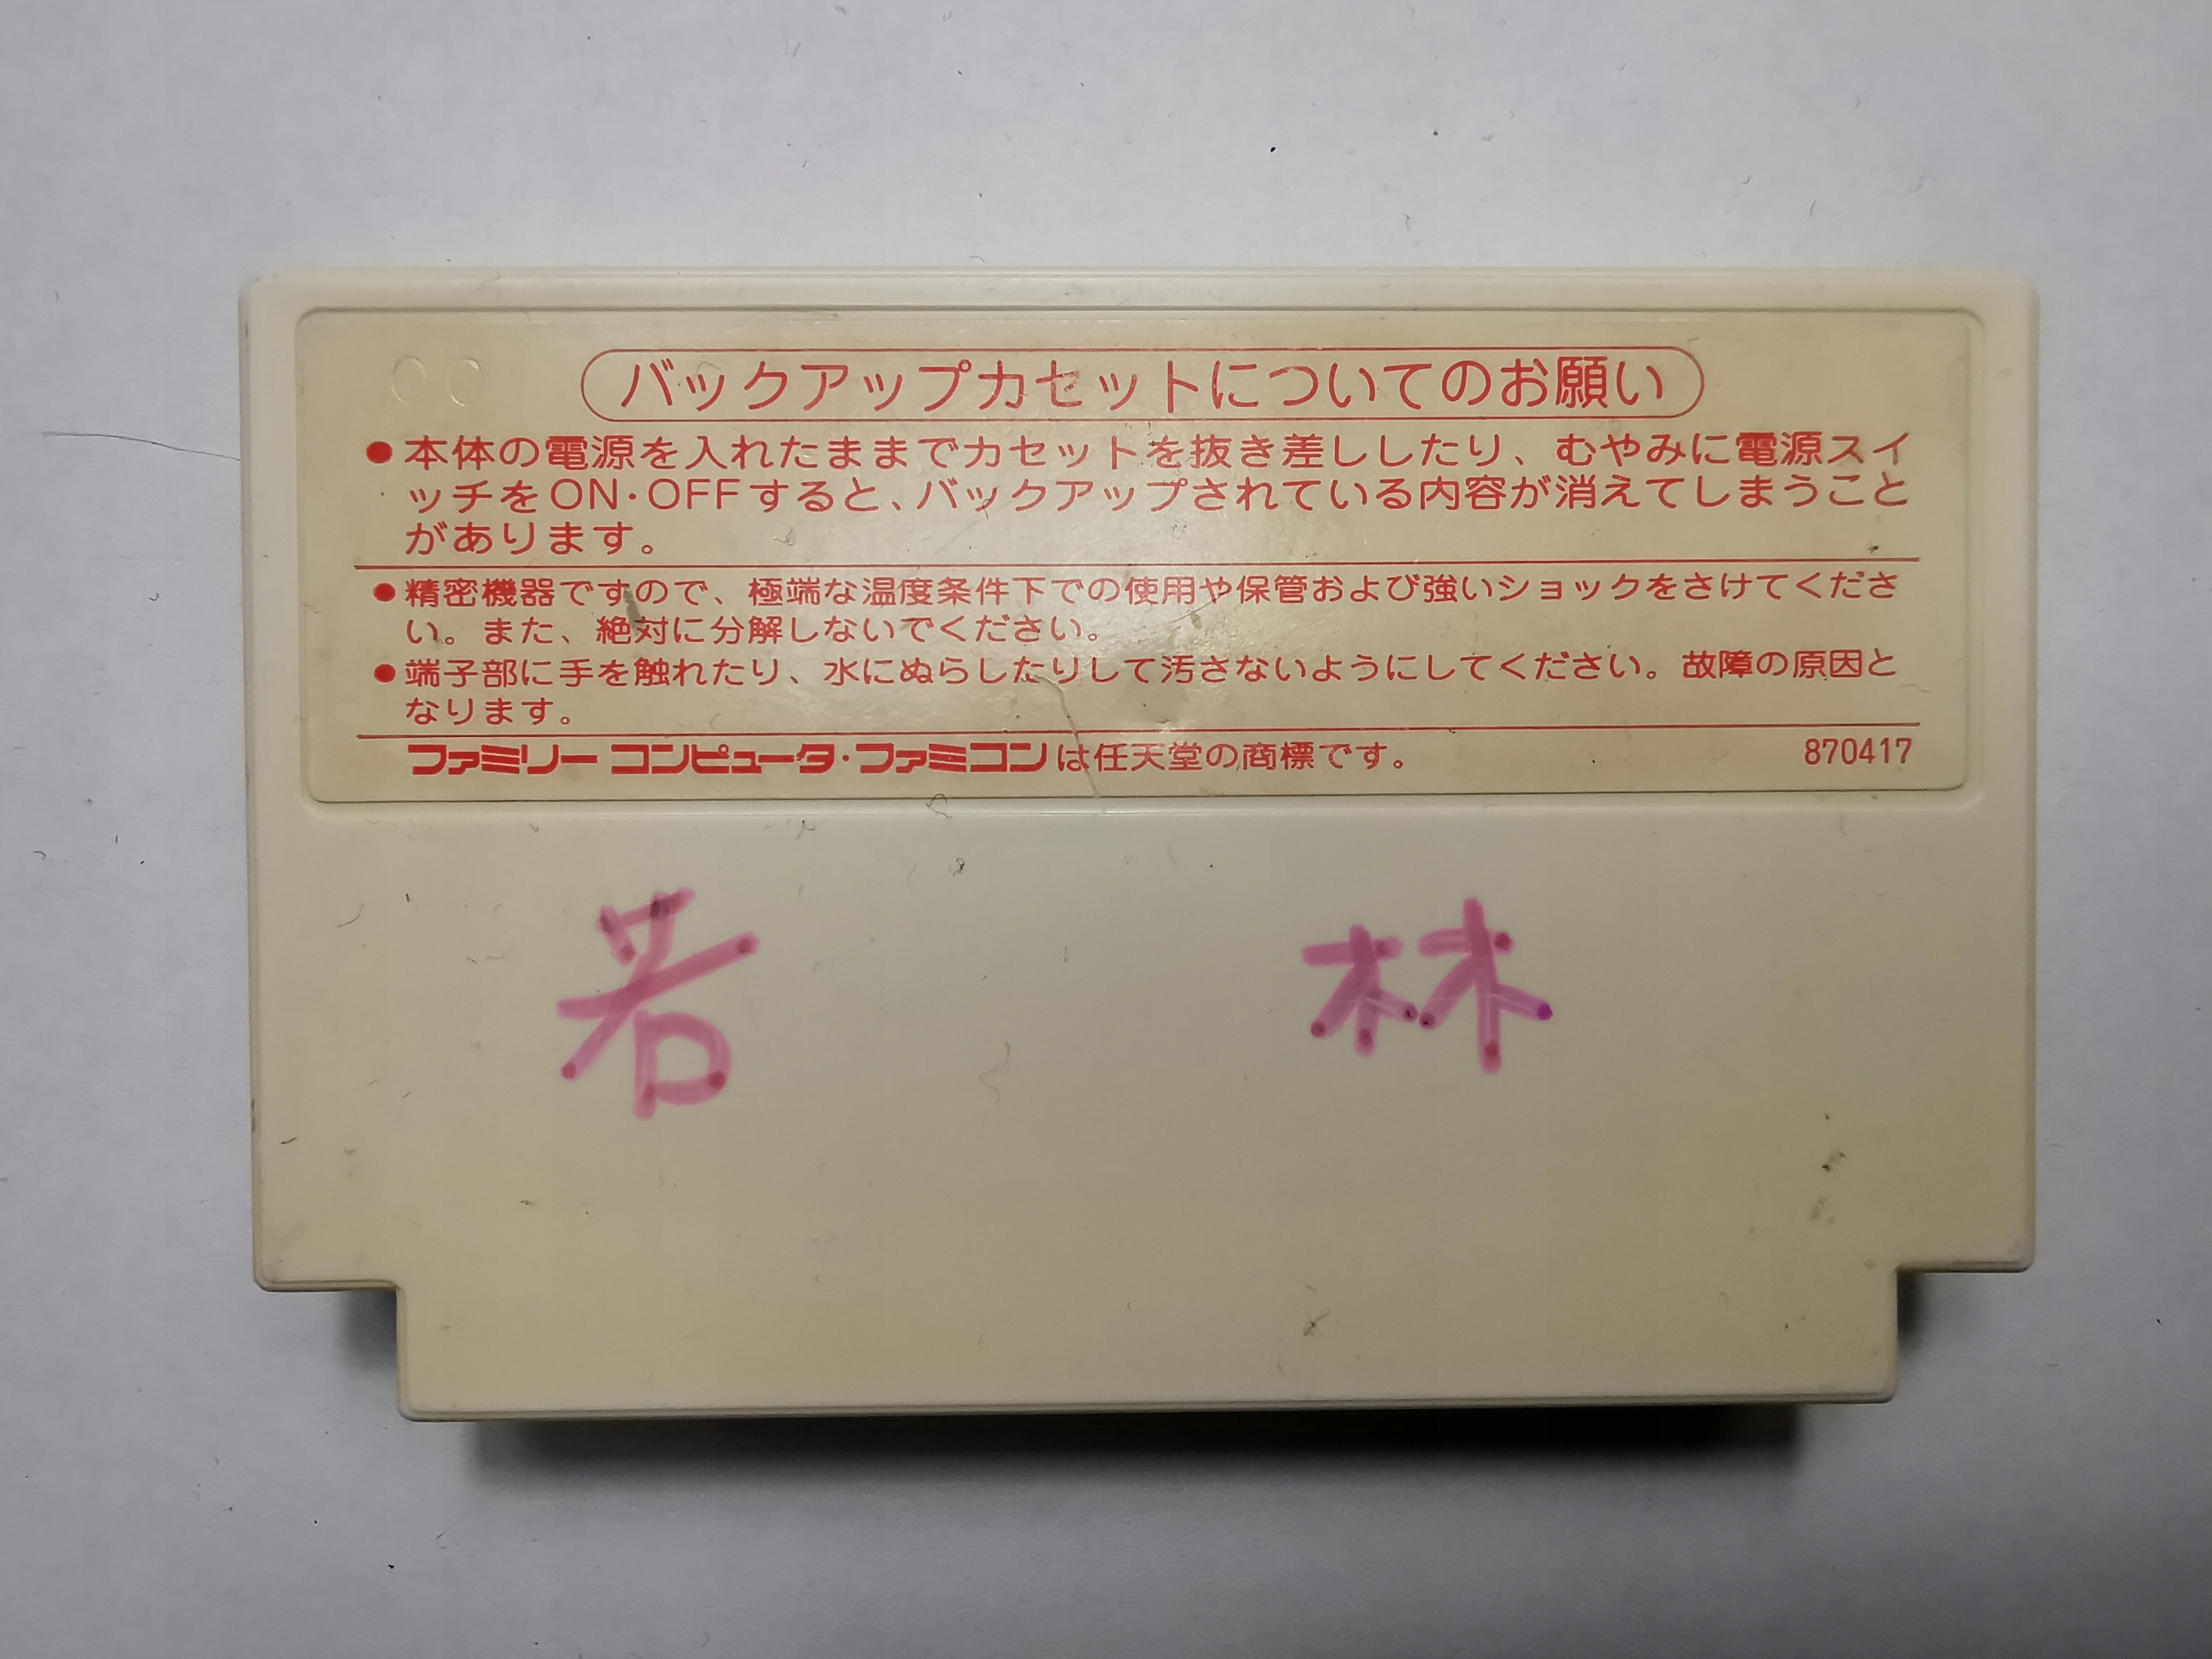 バックアップカセットについてのお願い
●本体の電源を入れたままでカセットを抜き差ししたり、むやみに電源スイ
ッチをON・OFFすると、バックアップされている内容が消えてしまうこと
があります。
●精密機器ですので、極端な温度条件下での使用や保管および強いショックをさけてくださ
い。また、絶対に分解しないでください。
●端子部に手を触れたり、水にぬらしたりして汚さないようにしてください。故障の原因と
なります。
ファミリーコンピュータ・ファミコンは任天堂の商標です。 870417
若 林